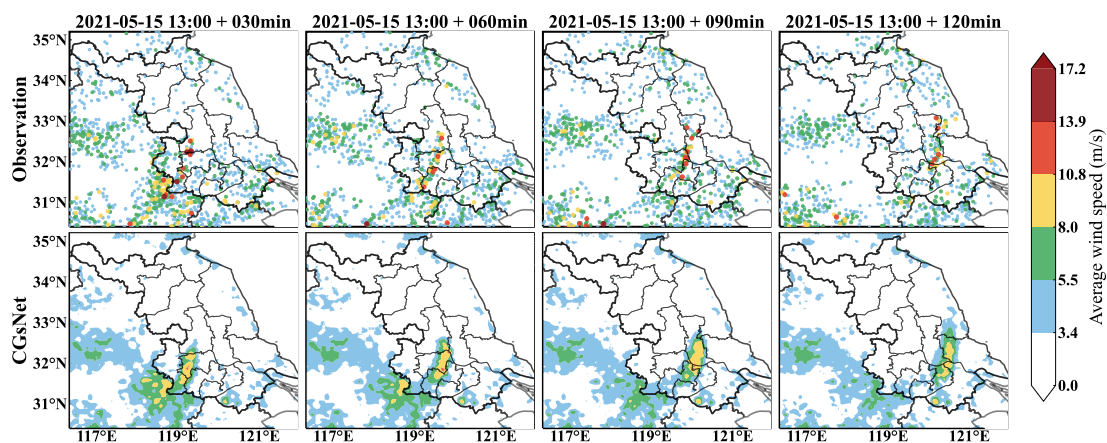 2021-05-15 13:00 + 030min
2021-05-15 13:00 + 060min
2021-05-15 13:00 + 090min
2021-05-15 13:00 + 120min
Observation
35°N
34°N
33°N
32°N
31°N
CGsNet
35°N
34°N
33°N
32°N
31°N
117°E 119°E 121°E
117°E 119°E 121°E
117°E 119°E 121°E
117°E 119°E 121°E
17.2
13.9
10.8
8.0
5.5
3.4
0.0
Average wind speed (m/s)